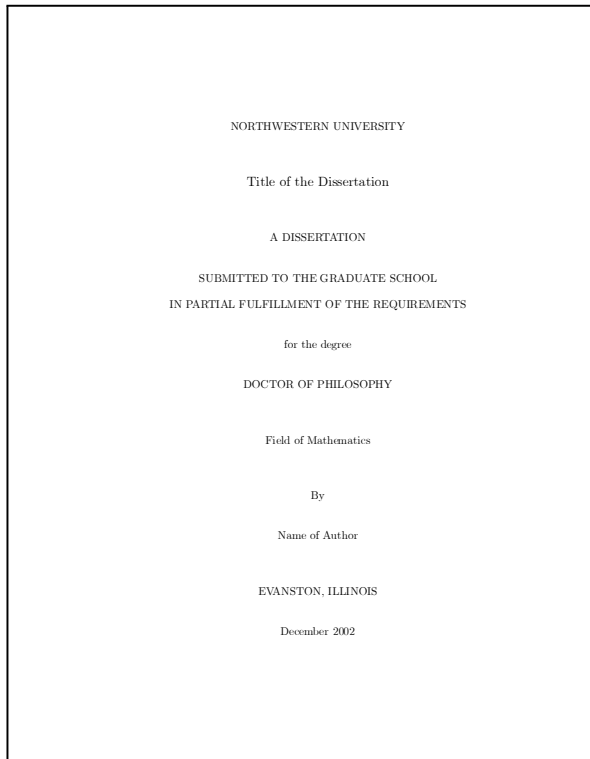 NORTHWESTERN UNIVERSITY
Title of the Dissertation
A DISSERTATION
SUBMITTED TO THE GRADUATE SCHOOL
IN PARTIAL FULFILLMENT OF THE REQUIREMENTS
for the degree
DOCTOR OF PHILOSOPHY
Field of Mathematics
By
Name of Author
EVANSTON, ILLINOIS
December 2002